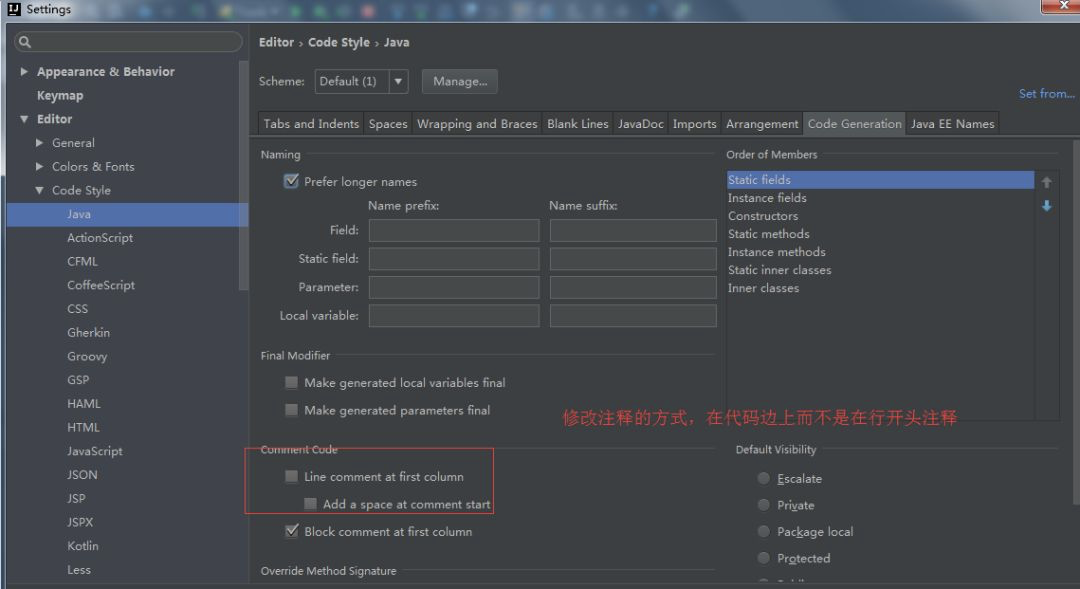 Settings
Editor › Code Style › Java
Appearance & Behavior
Keymap
Editor
General
Colors & Fonts
Code Style
Java
ActionScript
CFML
CoffeeScript
CSS
Gherkin
Groovy
GSP
HAML
HTML
JavaScript
JSON
JSP
JSPX
Kotlin
Less
Scheme: Default (1) Manage...
Set from...
Tabs and Indents Spaces Wrapping and Braces Blank Lines JavaDoc Imports Arrangement Code Generation Java EE Names
Naming
Prefer longer names
Name prefix: Name suffix:
Field:
Static field:
Parameter:
Local variable:
Final Modifier
Make generated local variables final
Make generated parameters final
Comment Code
Line comment at first column
Add a space at comment start
Block comment at first column
Override Method Signature
Order of Members
Static fields
Instance fields
Constructors
Static methods
Instance methods
Static inner classes
Inner classes
修改注释的方式，在代码边上而不是在行开头注释
Default Visibility
Escalate
Private
Package local
Protected